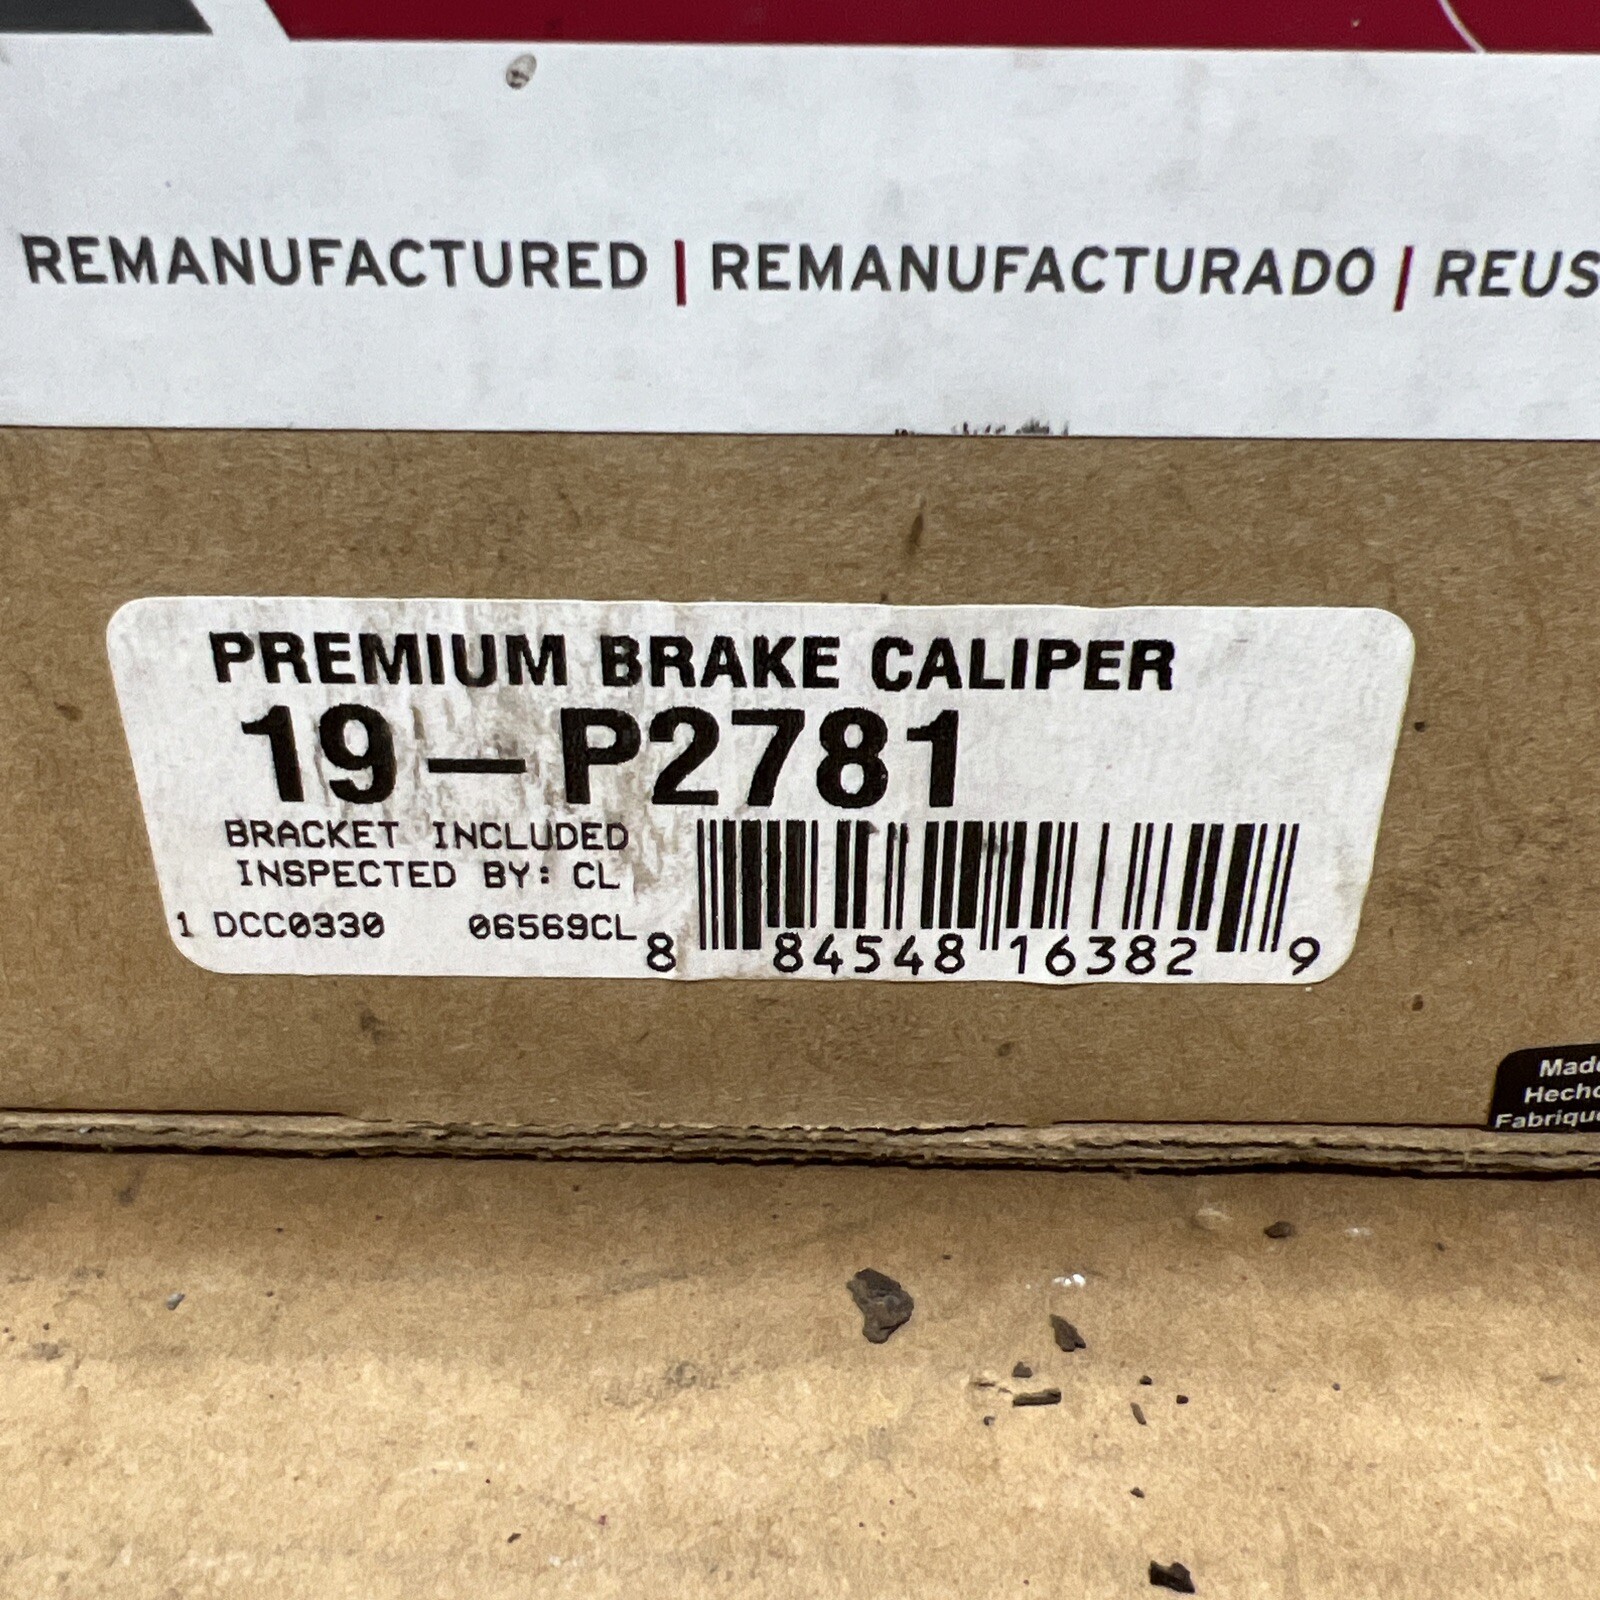 REMANUFACTURED | REMANUFACTURADO | REUS
PREMIUM BRAKE CALIPER
19-P2781
BRACKET INCLUDED
INSPECTED BY: CL
1 DCC0330 06569CL
8 84548 16382 9
Made
Hecho
Fabrique